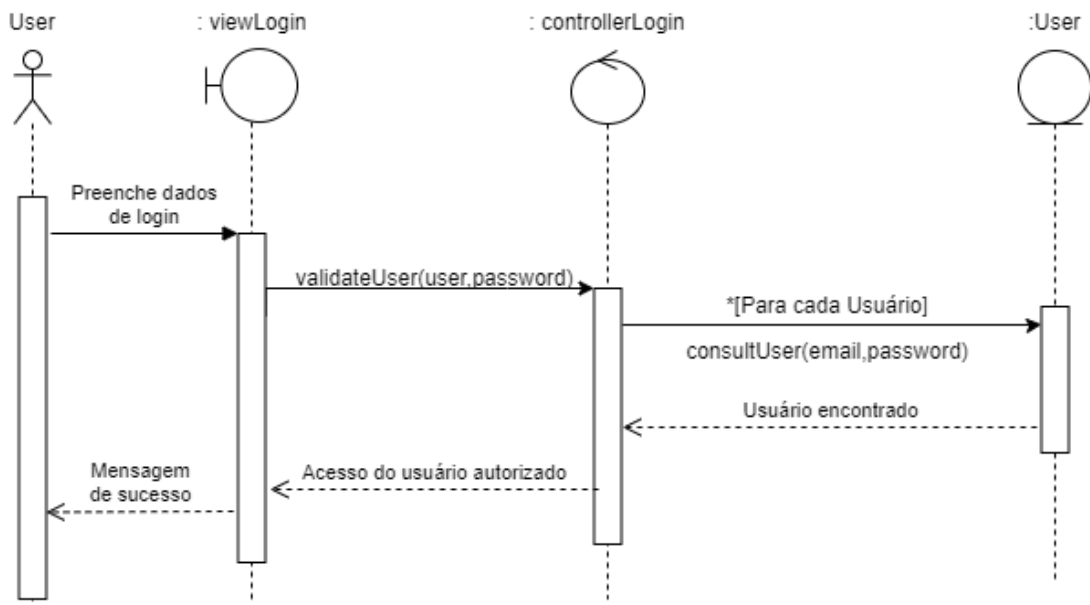 User
: viewLogin
: controllerLogin
:User
Preenche dados
de login
validateUser(user,password)
*[Para cada Usuário]
consultUser(email,password)
Usuário encontrado
Acesso do usuário autorizado
Mensagem
de sucesso